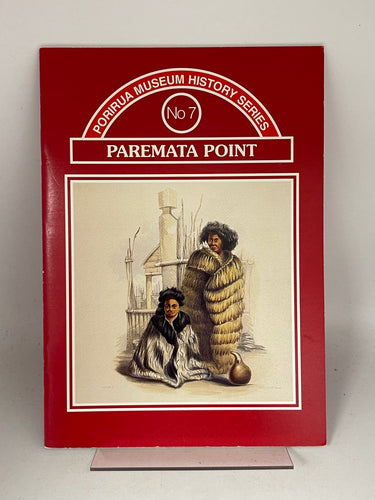 PORIRUA MUSEUM HISTORY SERIES
No 7
PAREMATA POINT